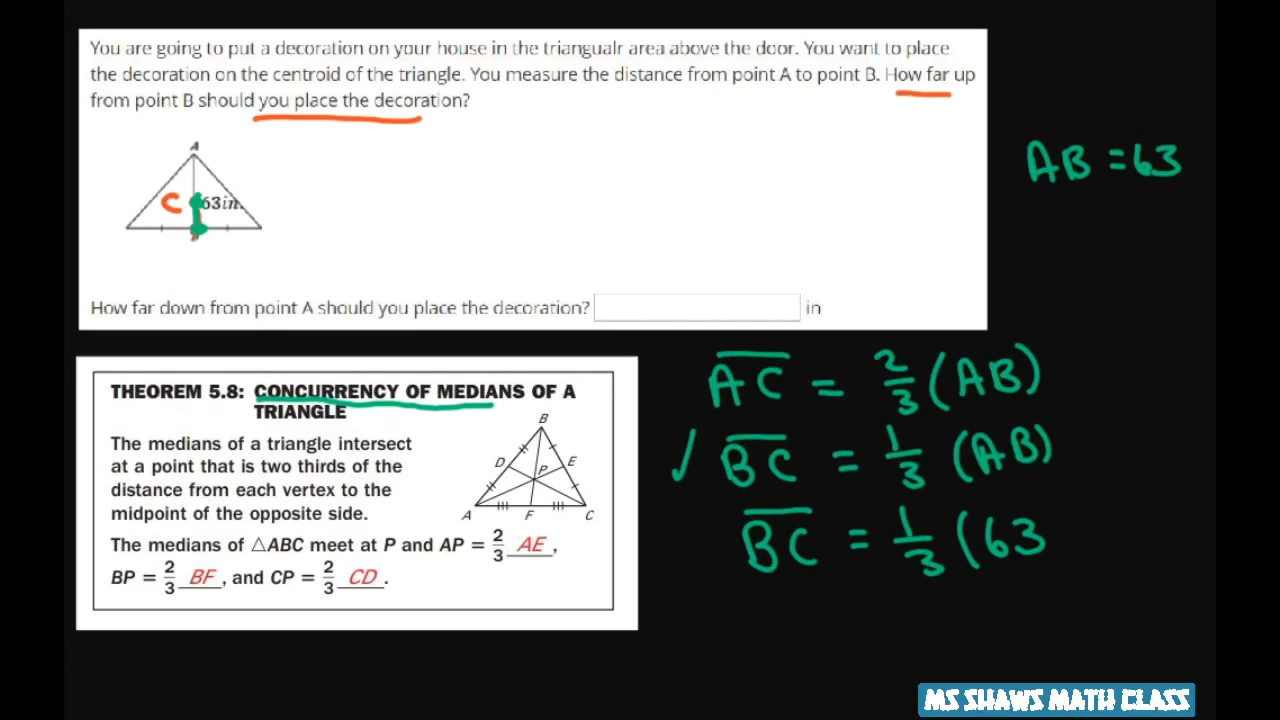 You are going to put a decoration on your house in the triangualr area above the door. You want to place
the decoration on the centroid of the triangle. You measure the distance from point A to point B. How far up
from point B should you place the decoration?
A
C 63in.
AB = 63
How far down from point A should you place the decoration? in
THEOREM 5.8: CONCURRENCY OF MEDIANS OF A
TRIANGLE
The medians of a triangle intersect
at a point that is two thirds of the
distance from each vertex to the
midpoint of the opposite side.
B
D E
P
A F C
The medians of △ABC meet at P and AP = 2/3 AE,
BP = 2/3 BF, and CP = 2/3 CD.
AC = 2/3 (AB)
✓ BC = 1/3 (AB)
BC = 1/3 (63
MS SHAWS MATH CLASS